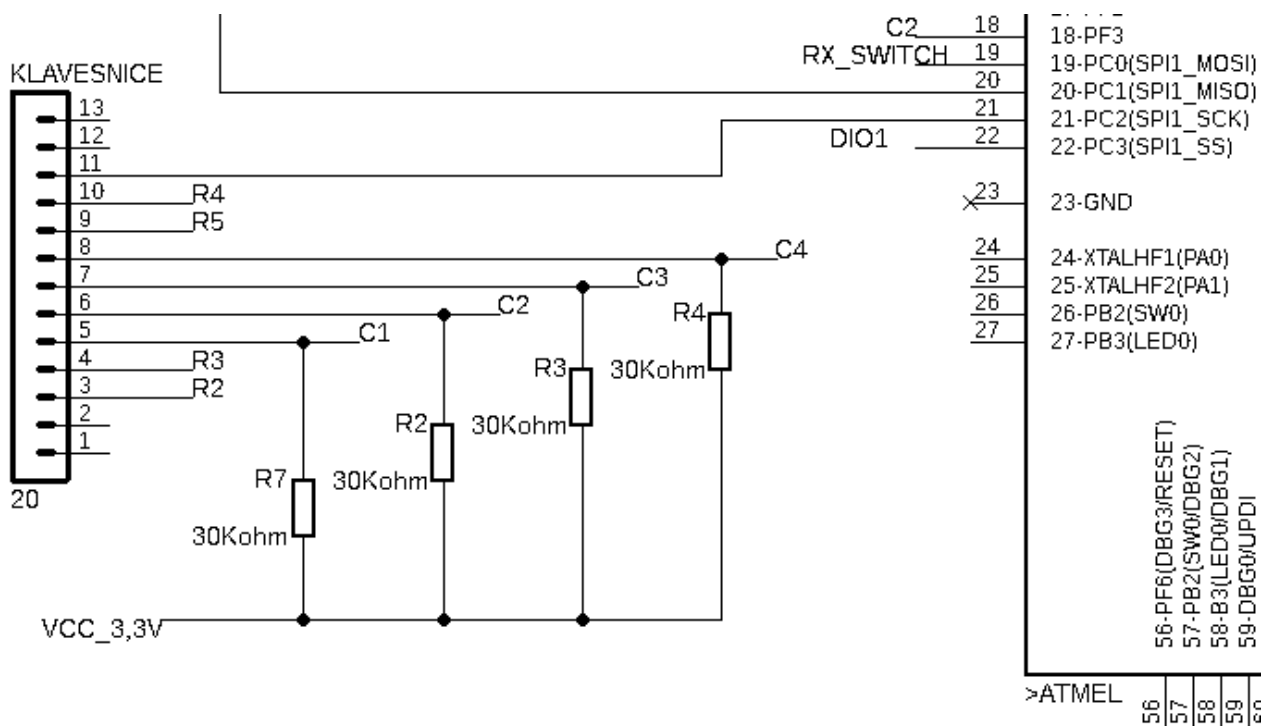 KLAVESNICE
13
12
11
10
9
8
7
6
5
4
3
2
1
20
R4
R5
C4
C3
C2
C1
R3
R2
R7
30Kohm
R2
30Kohm
R3
30Kohm
R4
30Kohm
VCC_3,3V
C2
18
18-PF3
RX_SWITCH
19
19-PC0(SPI1_MOSI)
20
20-PC1(SPI1_MISO)
21
21-PC2(SPI1_SCK)
DIO1
22
22-PC3(SPI1_SS)
23
23-GND
24
24-XTALHF1(PA0)
25
25-XTALHF2(PA1)
26
26-PB2(SW0)
27
27-PB3(LED0)
56-PF6(DBG3/RESET)
57-PB2(SW0/DBG2)
58-B3(LED0/DBG1)
59-DBG0/UPDI
>ATMEL
56
57
58
59